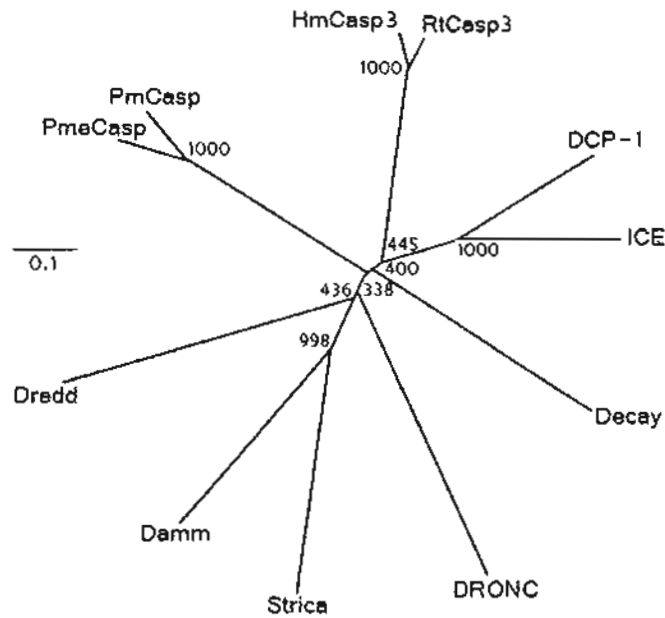 HmCasp3
RtCasp3
1000
PmCasp
PmeCasp
1000
DCP-1
ICE
1000
445
400
0.1
436
338
998
Dredd
Decay
Damm
DRONC
Strica